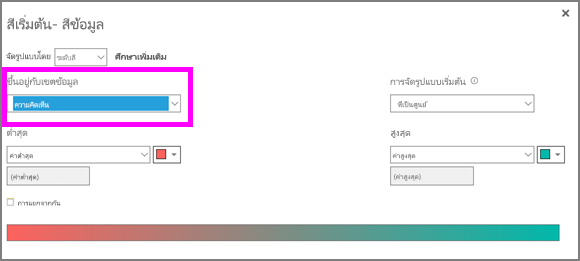 สีเริ่มต้น- สีข้อมูล
จัดรูปแบบโดย ระดับสี ศึกษาเพิ่มเติม
ขึ้นอยู่กับเขตข้อมูล การจัดรูปแบบเริ่มต้น
ความคิดเห็น ที่เป็นศูนย์
ต่ำสุด สูงสุด
ค่าต่ำสุด ค่าสูงสุด
(ค่าต่ำสุด) (ค่าสูงสุด)
การแยกจากกัน